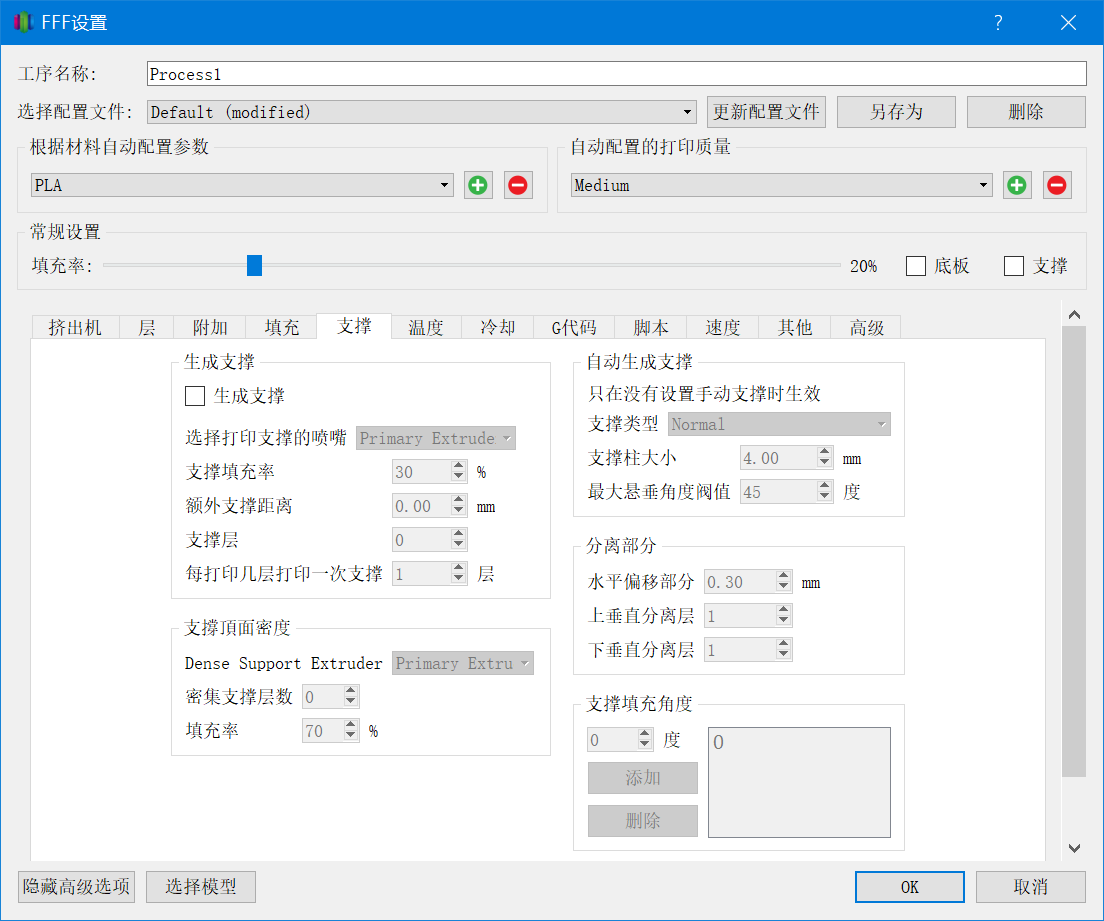 FFF设置
工序名称: Process1
选择配置文件: Default (modified) 更新配置文件 另存为 删除
根据材料自动配置参数
PLA
自动配置的打印质量
Medium
常规设置
填充率: 20% 底板 支撑
挤出机 层 附加 填充 支撑 温度 冷却 G代码 脚本 速度 其他 高级
生成支撑
生成支撑
选择打印支撑的喷嘴 Primary Extrude
支撑填充率 30 %
额外支撑距离 0.00 mm
支撑层 0
每打印几层打印一次支撑 1 层
支撑頂面密度
Dense Support Extruder Primary Extru
密集支撑层数 0
填充率 70 %
自动生成支撑
只在没有设置手动支撑时生效
支撑类型 Normal
支撑柱大小 4.00 mm
最大悬垂角度阀值 45 度
分离部分
水平偏移部分 0.30 mm
上垂直分离层 1
下垂直分离层 1
支撑填充角度
0 度
添加
删除
0
隐藏高级选项 选择模型 OK 取消